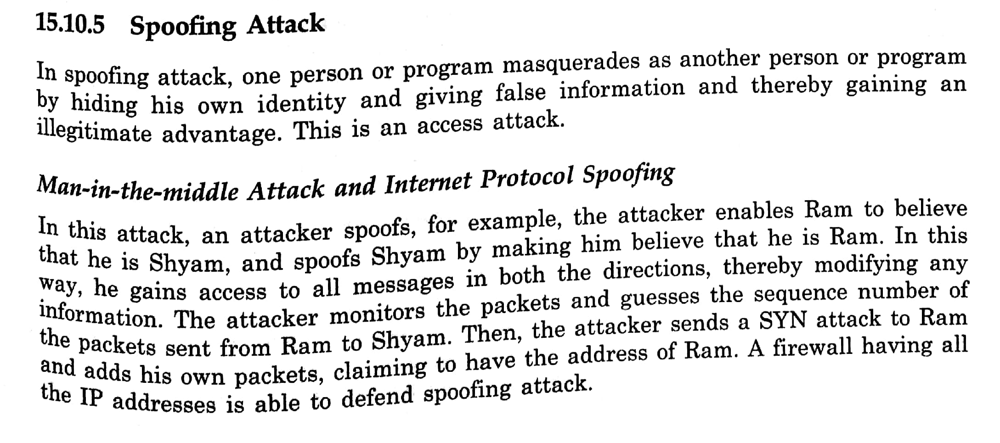 15.10.5 Spoofing Attack
In spoofing attack, one person or program masquerades as another person or program
by hiding his own identity and giving false information and thereby gaining an
illegitimate advantage. This is an access attack.
Man-in-the-middle Attack and Internet Protocol Spoofing
In this attack, an attacker spoofs, for example, the attacker enables Ram to believe
that he is Shyam, and spoofs Shyam by making him believe that he is Ram. In this
way, he gains access to all messages in both the directions, thereby modifying any
information. The attacker monitors the packets and guesses the sequence number of
the packets sent from Ram to Shyam. Then, the attacker sends a SYN attack to Ram
and adds his own packets, claiming to have the address of Ram. A firewall having all
the IP addresses is able to defend spoofing attack.